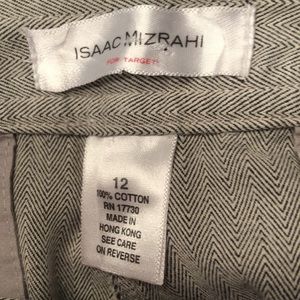 ISAAC MIZRAHI
FOR TARGET
12
100% COTTON
RN 17730
MADE IN
HONG KONG
SEE CARE
ON REVERSE